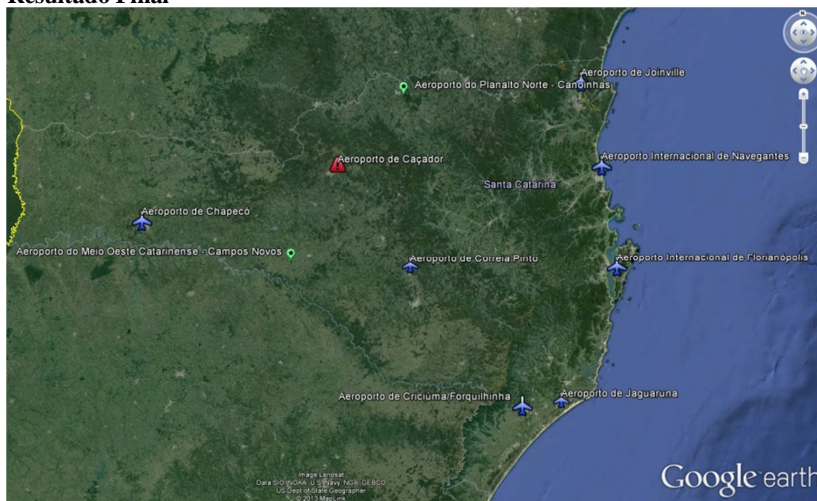 Resultado Final
N
Aeroporto de Joinville
Aeroporto do Planalto Norte - Canoinhas
Aeroporto de Caçador
Aeroporto Internacional de Navegantes
Santa Catarina
Aeroporto de Chapecó
Aeroporto do Meio Oeste Catarinense - Campos Novos
Aeroporto de Correia Pinto
Aeroporto Internacional de Florianópolis
Aeroporto de Criciúma/Forquilhinha
Aeroporto de Jaguaruna
Image Landsat
Data SIO, NOAA, U.S. Navy, NGA, GEBCO
US Dept of State Geographer
© 2013 MapLink
Google earth